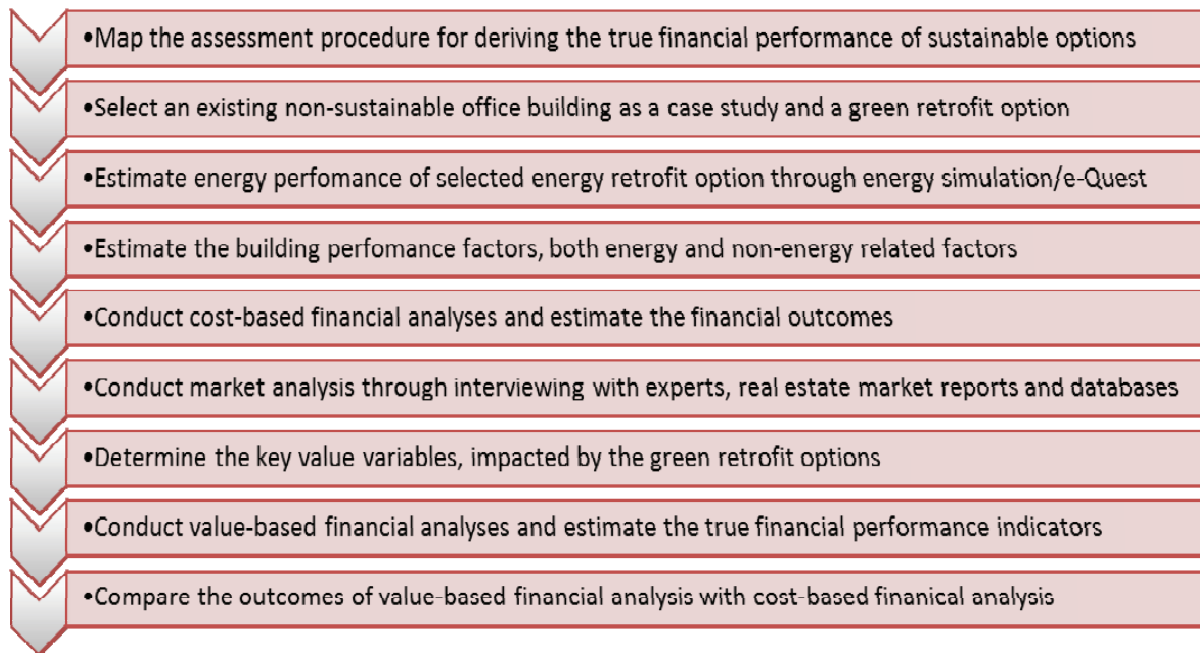 •Map the assessment procedure for deriving the true financial performance of sustainable options
•Select an existing non-sustainable office building as a case study and a green retrofit option
•Estimate energy perfomance of selected energy retrofit option through energy simulation/e-Quest
•Estimate the building perfomance factors, both energy and non-energy related factors
•Conduct cost-based financial analyses and estimate the financial outcomes
•Conduct market analysis through interviewing with experts, real estate market reports and databases
•Determine the key value variables, impacted by the green retrofit options
•Conduct value-based financial analyses and estimate the true financial performance indicators
•Compare the outcomes of value-based financial analysis with cost-based finanical analysis